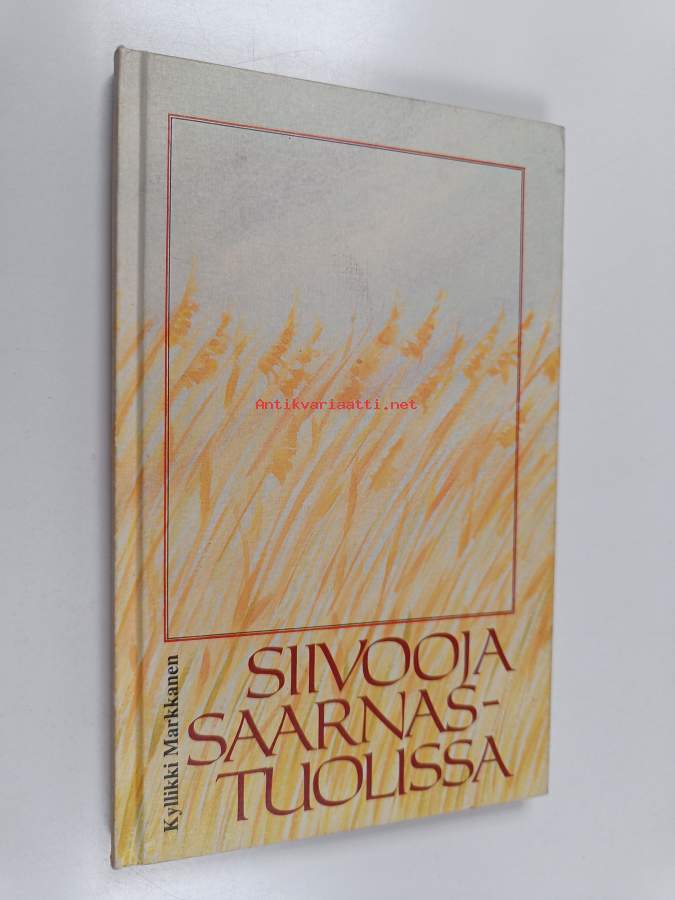 Antikvariaatti.net
Kyllikki Markkanen
SIIVOOJA
SAARNAS-
TUOLISSA